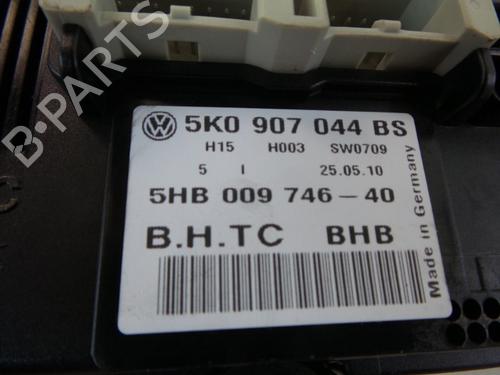 B-PARTS
5K0 907 044 BS
H15 H003 SW0709
5 I 25.05.10
5HB 009 746-40
B.H.TC BHB
Made in Germany